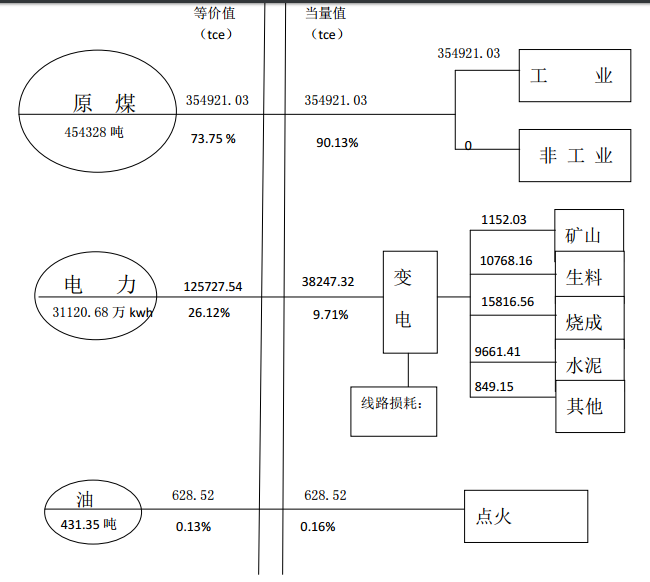 等价值
（tce）
当量值
（tce）
原 煤
454328 吨
354921.03
73.75 %
354921.03
90.13%
354921.03
工 业
0
非 工 业
电 力
31120.68 万 kwh
125727.54
26.12%
38247.32
9.71%
变
电
线路损耗：
1152.03
矿山
10768.16
生料
15816.56
烧成
9661.41
水泥
849.15
其他
油
431.35 吨
628.52
0.13%
628.52
0.16%
点火